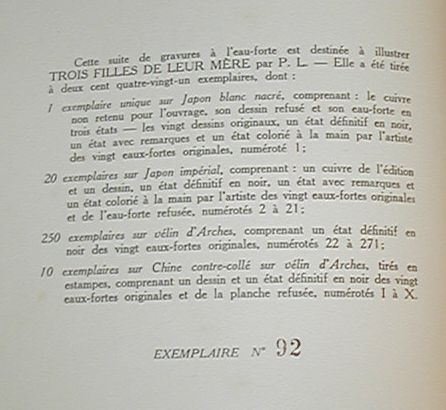 Cette suite de gravures à l'eau-forte est destinée à illustrer
TROIS FILLES DE LEUR MÈRE par P. L. — Elle a été tirée
à deux cent quatre-vingt-un exemplaires, dont :
1 exemplaire unique sur Japon blanc nacré, comprenant : le cuivre
non retenu pour l'ouvrage, son dessin refusé et son eau-forte en
trois états — les vingt dessins originaux, un état définitif en noir,
un état avec remarques et un état colorié à la main par l'artiste
des vingt eaux-fortes originales, numéroté 1 ;
20 exemplaires sur Japon impérial, comprenant : un cuivre de l'édition
et un dessin, un état définitif en noir, un état avec remarques et
un état colorié à la main par l'artiste des vingt eaux-fortes originales
et de l'eau-forte refusée, numérotés 2 à 21 ;
250 exemplaires sur vélin d'Arches, comprenant un état définitif en
noir des vingt eaux-fortes originales, numérotés 22 à 271 ;
10 exemplaires sur Chine contre-collé sur vélin d'Arches, tirés en
estampes, comprenant un dessin et un état définitif en noir des vingt
eaux-fortes originales et de la planche refusée, numérotés I à X.
EXEMPLAIRE N° 92